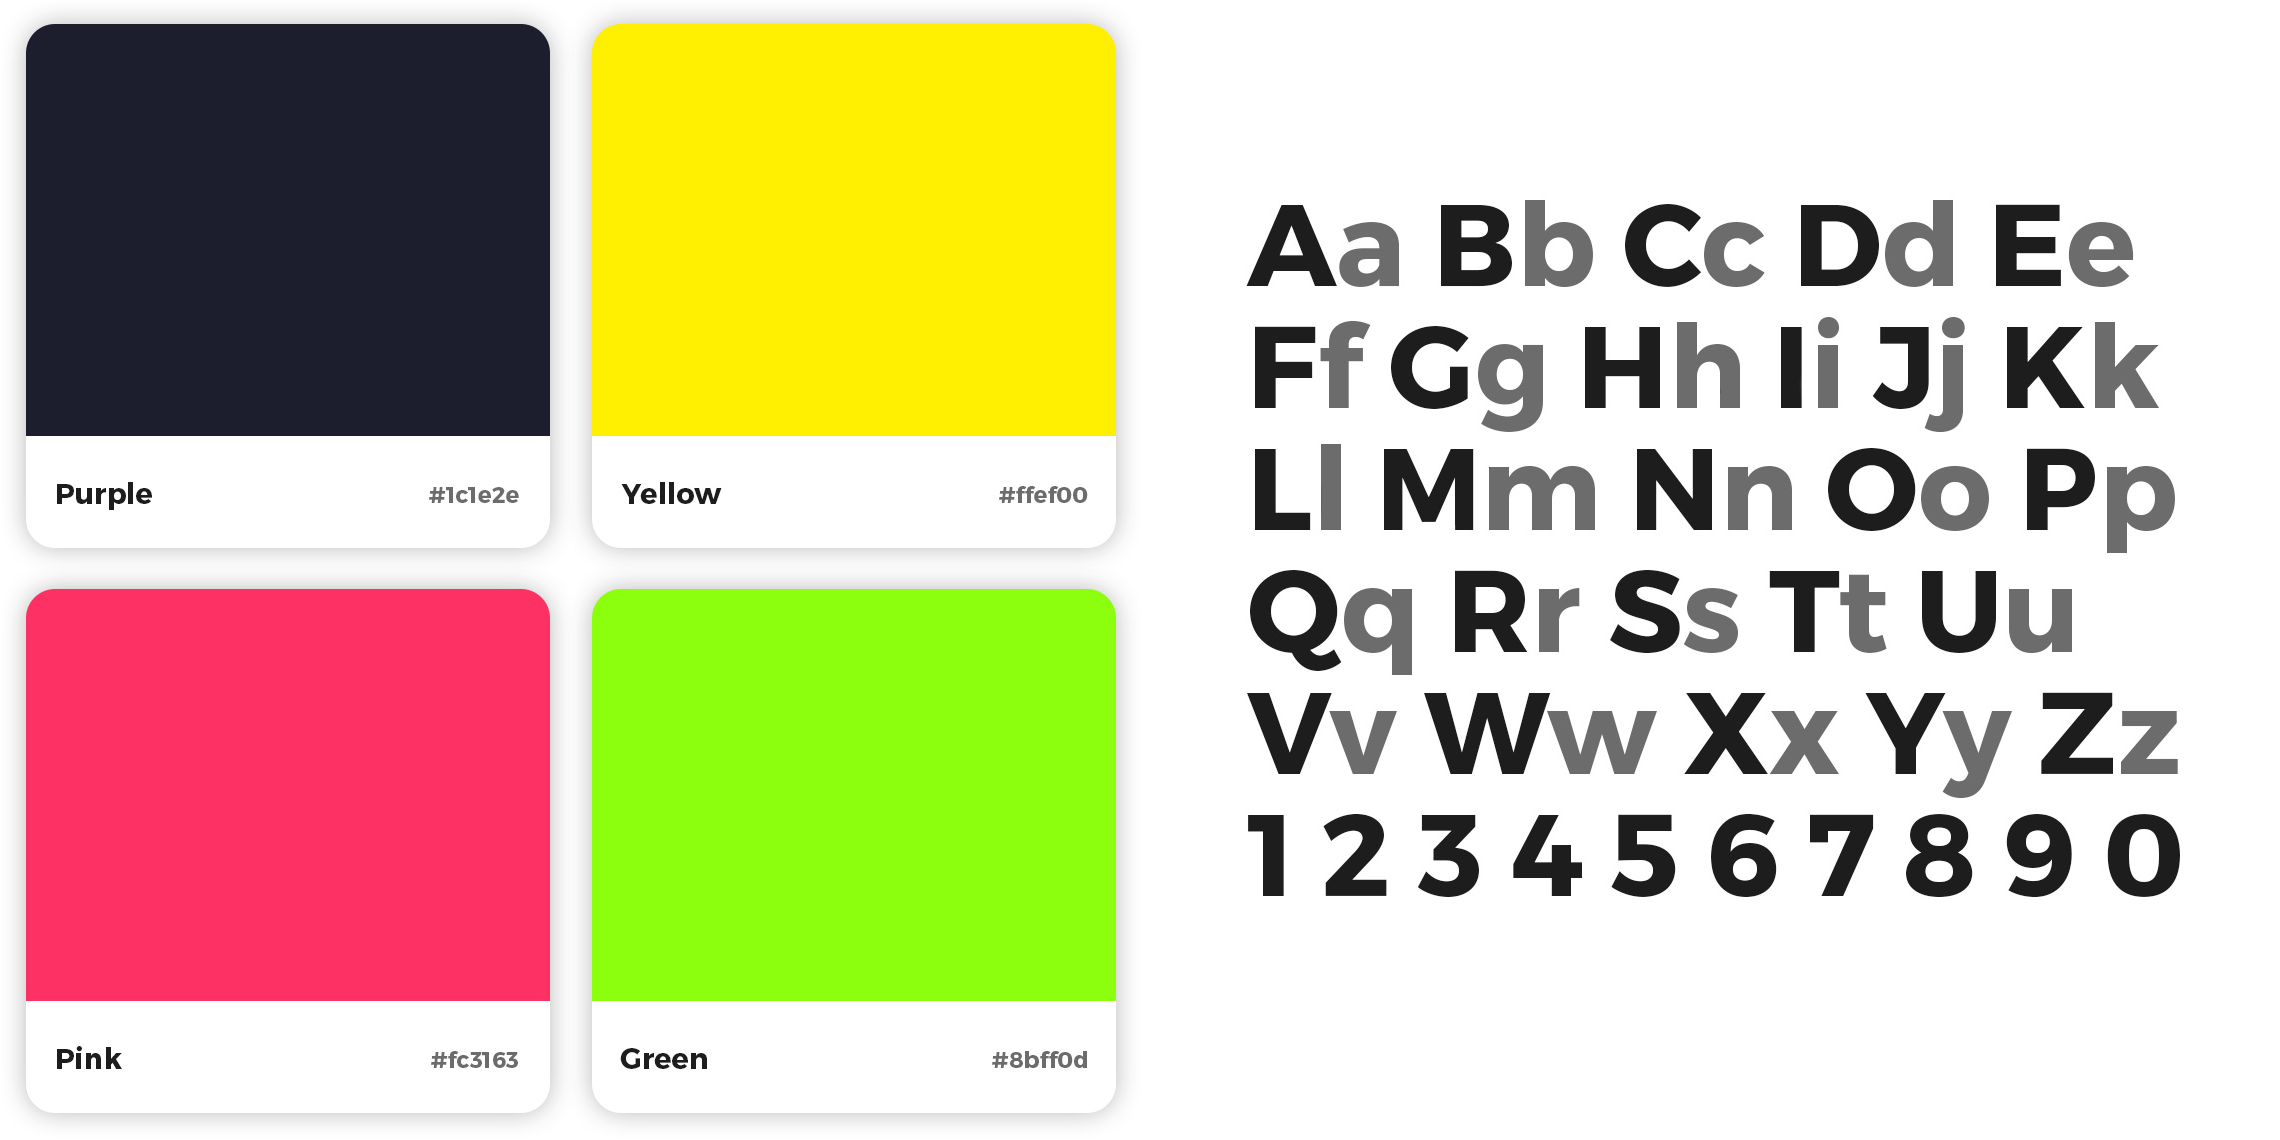 Purple #1c1e2e
Yellow #ffef00
Pink #fc3163
Green #8bff0d
Aa Bb Cc Dd Ee
Ff Gg Hh Ii Jj Kk
Ll Mm Nn Oo Pp
Qq Rr Ss Tt Uu
Vv Ww Xx Yy Zz
1 2 3 4 5 6 7 8 9 0